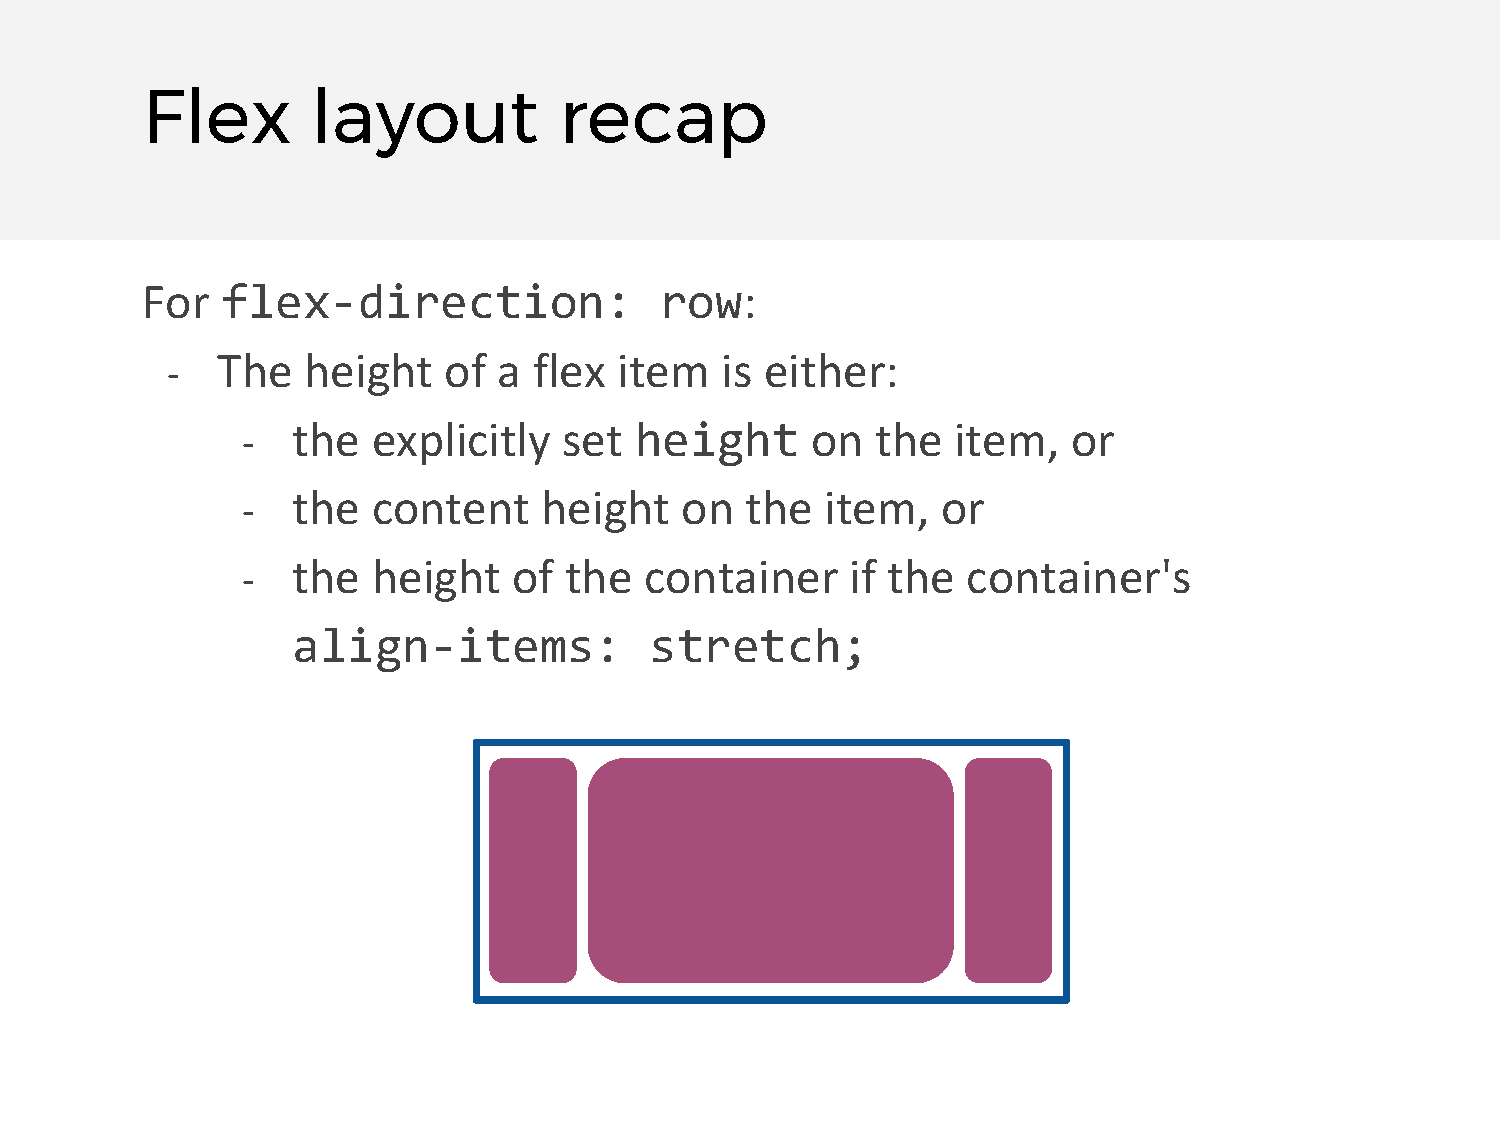 Flex layout recap
For flex-direction: row:
- The height of a flex item is either:
- the explicitly set height on the item, or
- the content height on the item, or
- the height of the container if the container's
align-items: stretch;